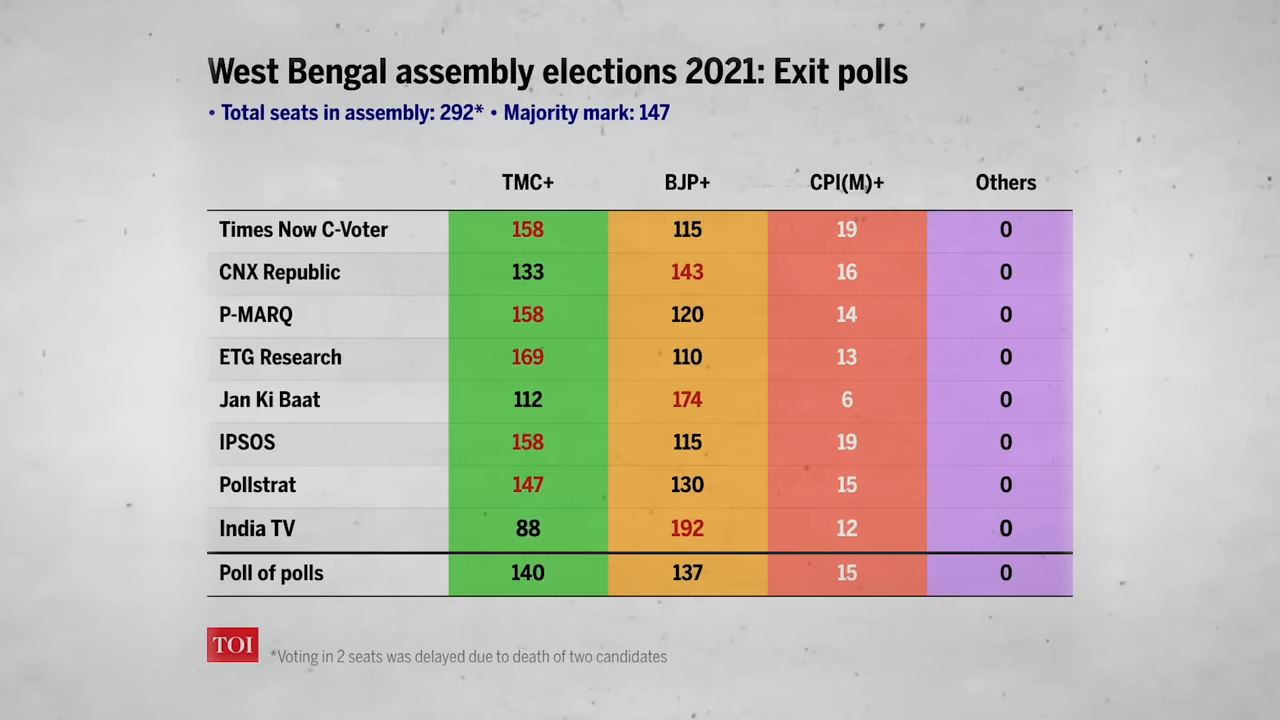 West Bengal assembly elections 2021: Exit polls
• Total seats in assembly: 292* • Majority mark: 147
TMC+ BJP+ CPI(M)+ Others
Times Now C-Voter 158 115 19 0
CNX Republic 133 143 16 0
P-MARQ 158 120 14 0
ETG Research 169 110 13 0
Jan Ki Baat 112 174 6 0
IPSOS 158 115 19 0
Pollstrat 147 130 15 0
India TV 88 192 12 0
Poll of polls 140 137 15 0
TOI *Voting in 2 seats was delayed due to death of two candidates